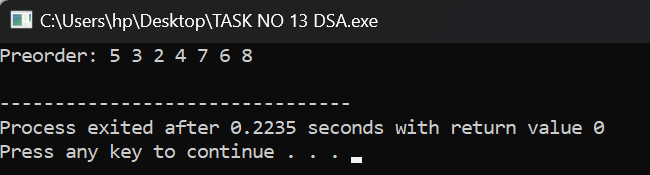 C:\Users\hp\Desktop\TASK NO 13 DSA.exe
Preorder: 5 3 2 4 7 6 8
--------------------------------
Process exited after 0.2235 seconds with return value 0
Press any key to continue . . .